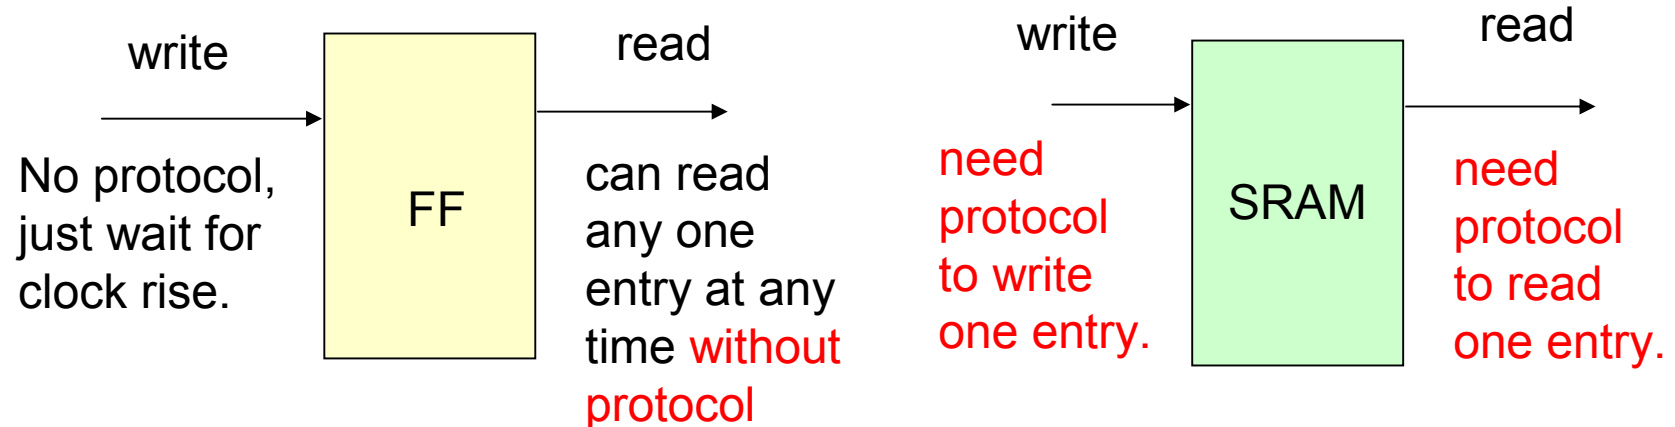 write
No protocol,
just wait for
clock rise.
FF
read
can read
any one
entry at any
time without
protocol
write
need
protocol
to write
one entry.
SRAM
read
need
protocol
to read
one entry.